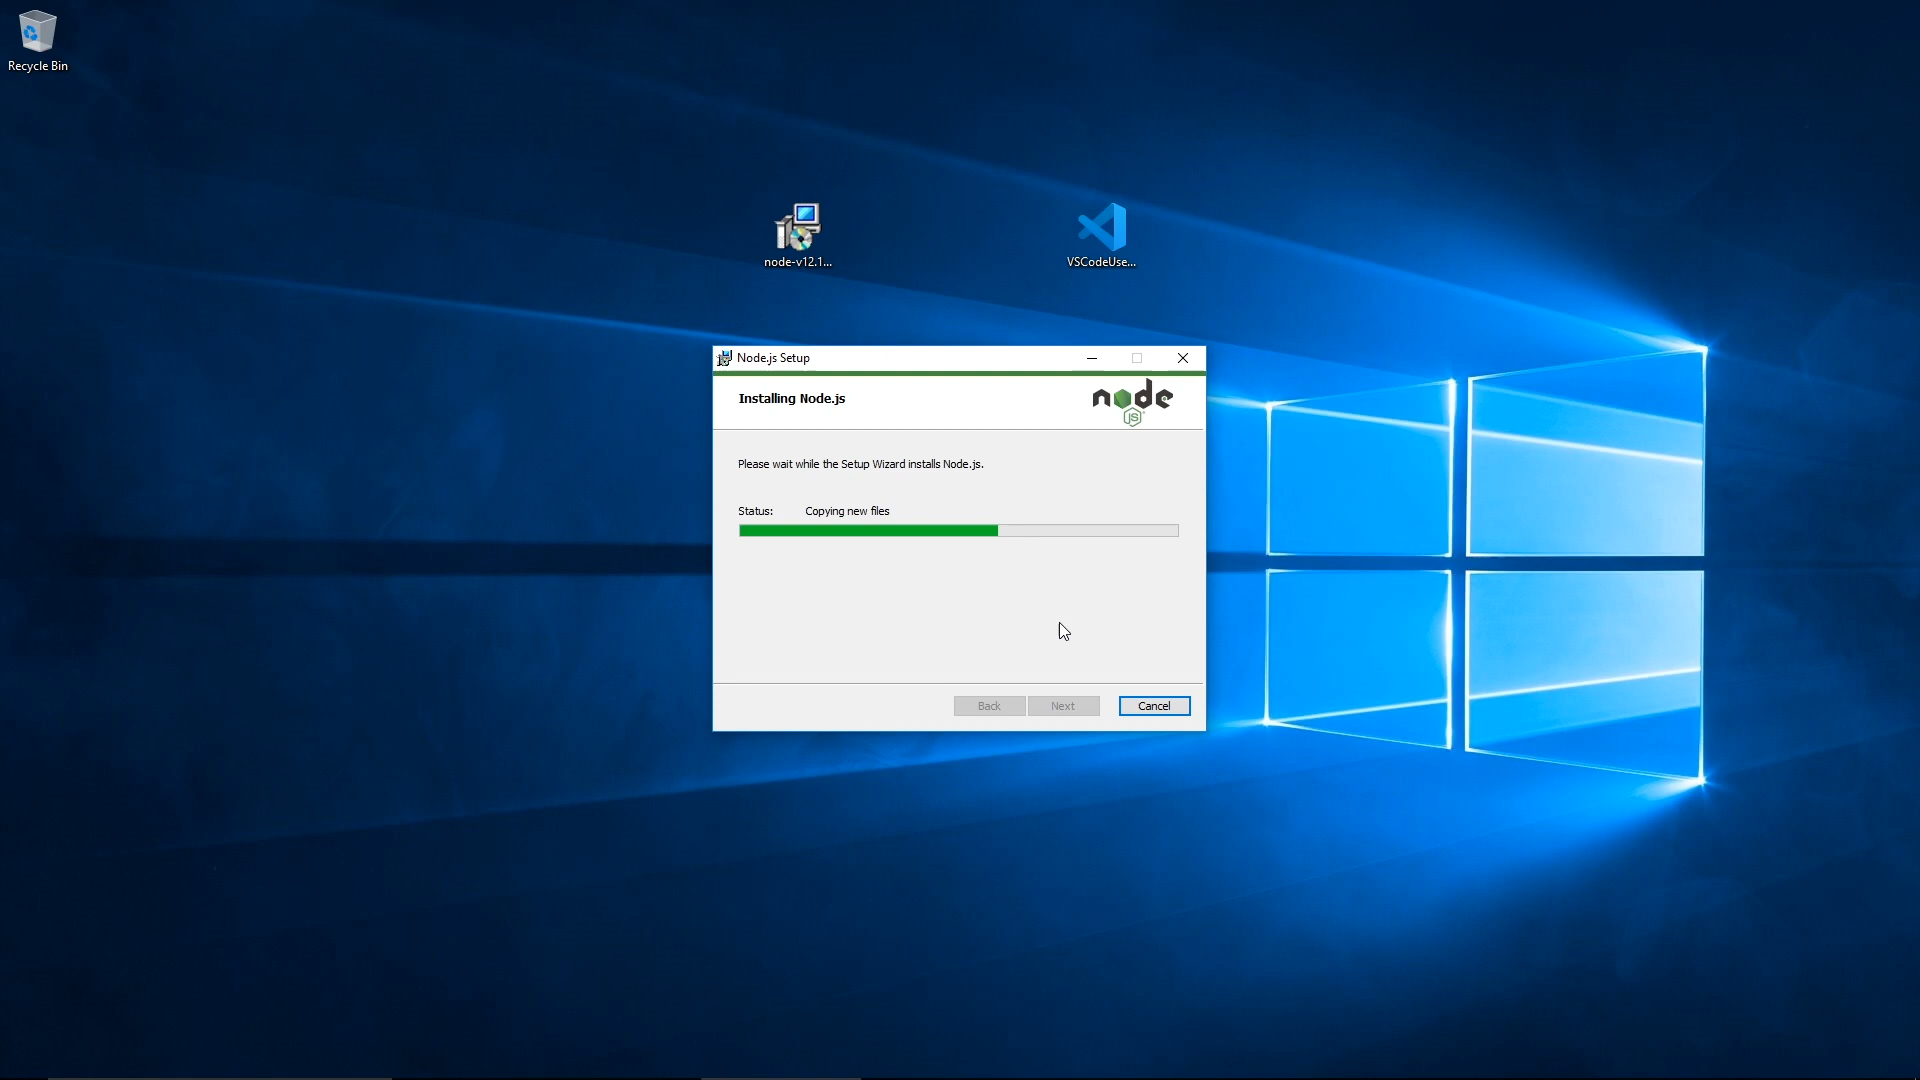 Recycle Bin
node-v12.1...
VSCodeUse...
Node.js Setup
Installing Node.js
node
JS
Please wait while the Setup Wizard installs Node.js.
Status: Copying new files
Back Next Cancel